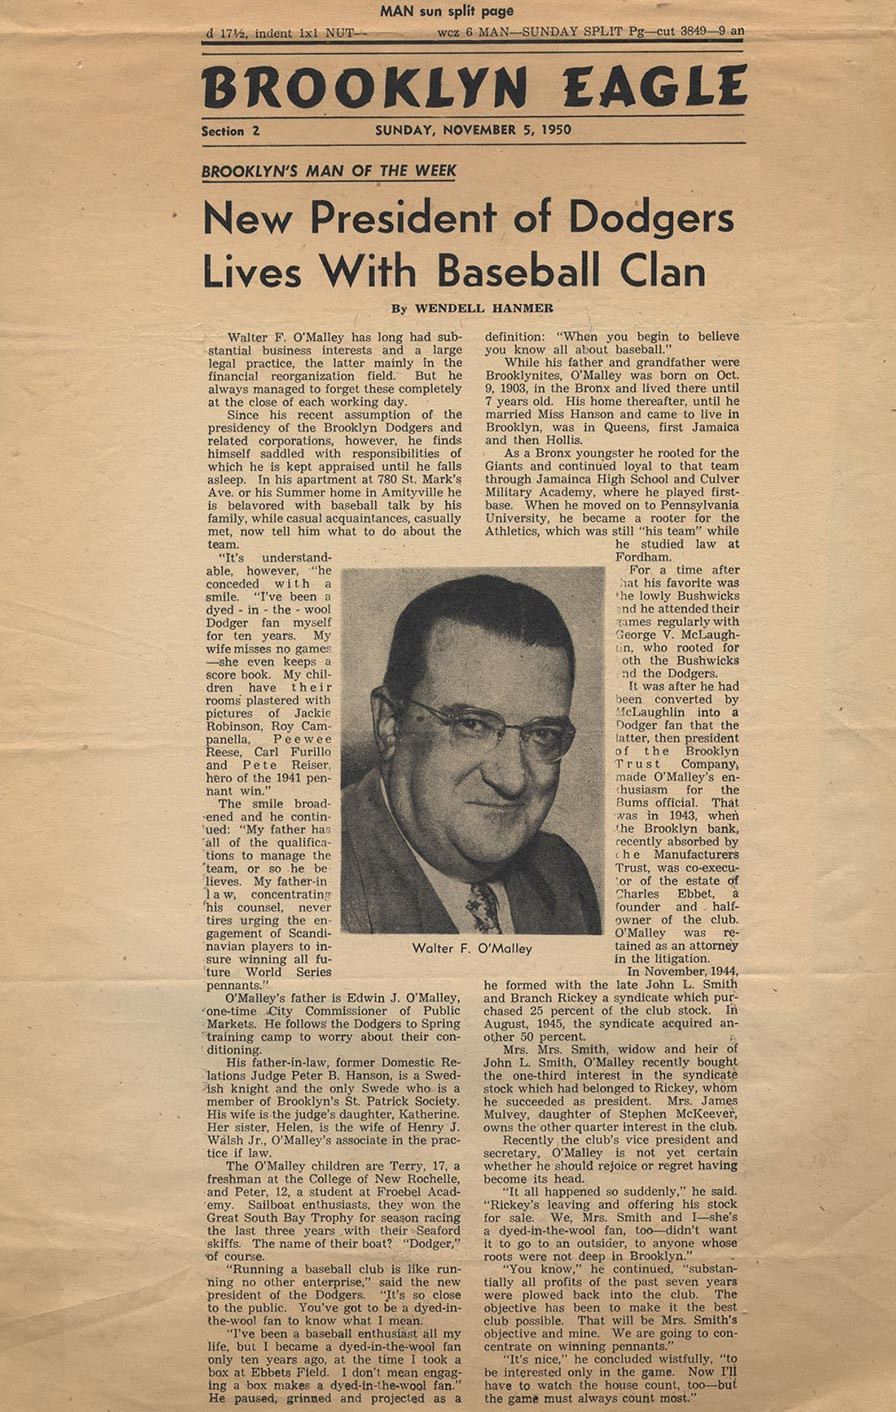 MAN sun split page
d 17½, indent 1x1 NUT—- wcz 6 MAN—SUNDAY SPLIT Pg—cut 3849—9 an
BROOKLYN EAGLE
Section 2 SUNDAY, NOVEMBER 5, 1950
BROOKLYN'S MAN OF THE WEEK
New President of Dodgers
Lives With Baseball Clan
By WENDELL HANMER
Walter F. O'Malley has long had sub-
stantial business interests and a large
legal practice, the latter mainly in the
financial reorganization field. But he
always managed to forget these completely
at the close of each working day.
Since his recent assumption of the
presidency of the Brooklyn Dodgers and
related corporations, however, he finds
himself saddled with responsibilities of
which he is kept appraised until he falls
asleep. In his apartment at 780 St. Mark's
Ave. or his Summer home in Amityville he
is belavored with baseball talk by his
family, while casual acquaintances, casually
met, now tell him what to do about the
team.
"It's understand-
able, however, "he
conceded with a
smile. "I've been a
dyed - in - the - wool
Dodger fan myself
for ten years. My
wife misses no games
—she even keeps a
score book. My chil-
dren have their
rooms plastered with
pictures of Jackie
Robinson, Roy Cam-
panella, Peewee
Reese, Carl Furillo
and Pete Reiser,
hero of the 1941 pen-
nant win."
The smile broad-
ened and he contin-
ued: "My father has
all of the qualifica-
tions to manage the
team, or so he be-
lieves. My father-in
law, concentrating
his counsel, never
tires urging the en-
gagement of Scandi-
navian players to in-
sure winning all fu-
ture World Series
pennants."
O'Malley's father is Edwin J. O'Malley,
one-time City Commissioner of Public
Markets. He follows the Dodgers to Spring
training camp to worry about their con-
ditioning.
His father-in-law, former Domestic Re-
lations Judge Peter B. Hanson, is a Swed-
ish knight and the only Swede who is a
member of Brooklyn's St. Patrick Society.
His wife is the judge's daughter, Katherine.
Her sister, Helen, is the wife of Henry J.
Walsh Jr., O'Malley's associate in the prac-
tice if law.
The O'Malley children are Terry, 17, a
freshman at the College of New Rochelle,
and Peter, 12, a student at Froebel Acad-
emy. Sailboat enthusiasts, they won the
Great South Bay Trophy for season racing
the last three years with their Seaford
skiffs. The name of their boat? "Dodger,"
of course.
"Running a baseball club is like run-
ning no other enterprise," said the new
president of the Dodgers. "It's so close
to the public. You've got to be a dyed-in-
the-wool fan to know what I mean.
"I've been a baseball enthusiast all my
life, but I became a dyed-in-the-wool fan
only ten years ago, at the time I took a
box at Ebbets Field. I don't mean engag-
ing a box makes a dyed-in-the-wool fan."
He paused, grinned and projected as a
definition: "When you begin to believe
you know all about baseball."
While his father and grandfather were
Brooklynites, O'Malley was born on Oct.
9, 1903, in the Bronx and lived there until
7 years old. His home thereafter, until he
married Miss Hanson and came to live in
Brooklyn, was in Queens, first Jamaica
and then Hollis.
As a Bronx youngster he rooted for the
Giants and continued loyal to that team
through Jamainca High School and Culver
Military Academy, where he played first-
base. When he moved on to Pennsylvania
University, he became a rooter for the
Athletics, which was still "his team" while
he studied law at
Fordham.
For a time after
that his favorite was
the lowly Bushwicks
and he attended their
games regularly with
George V. McLaugh-
lin, who rooted for
both the Bushwicks
and the Dodgers.
It was after he had
been converted by
McLaughlin into a
Dodger fan that the
latter, then president
of the Brooklyn
Trust Company,
made O'Malley's en-
thusiasm for the
Bums official. That
was in 1943, when
the Brooklyn bank,
recently absorbed by
the Manufacturers
Trust, was co-execu-
tor of the estate of
Charles Ebbet, a
founder and half-
owner of the club.
O'Malley was re-
tained as an attorney
in the litigation.
In November, 1944,
he formed with the late John L. Smith
and Branch Rickey a syndicate which pur-
chased 25 percent of the club stock. In
August, 1945, the syndicate acquired an-
other 50 percent.
Mrs. Mrs. Smith, widow and heir of
John L. Smith, O'Malley recently bought
the one-third interest in the syndicate
stock which had belonged to Rickey, whom
he succeeded as president. Mrs. James
Mulvey, daughter of Stephen McKeever,
owns the other quarter interest in the club.
Recently the club's vice president and
secretary, O'Malley is not yet certain
whether he should rejoice or regret having
become its head.
"It all happened so suddenly," he said.
"Rickey's leaving and offering his stock
for sale. We, Mrs. Smith and I—she's
a dyed-in-the-wool fan, too—didn't want
it to go to an outsider, to anyone whose
roots were not deep in Brooklyn."
"You know," he continued, "substan-
tially all profits of the past seven years
were plowed back into the club. The
objective has been to make it the best
club possible. That will be Mrs. Smith's
objective and mine. We are going to con-
centrate on winning pennants."
"It's nice," he concluded wistfully, "to
be interested only in the game. Now I'll
have to watch the house count, too—but
the game must always count most."
Walter F. O'Malley